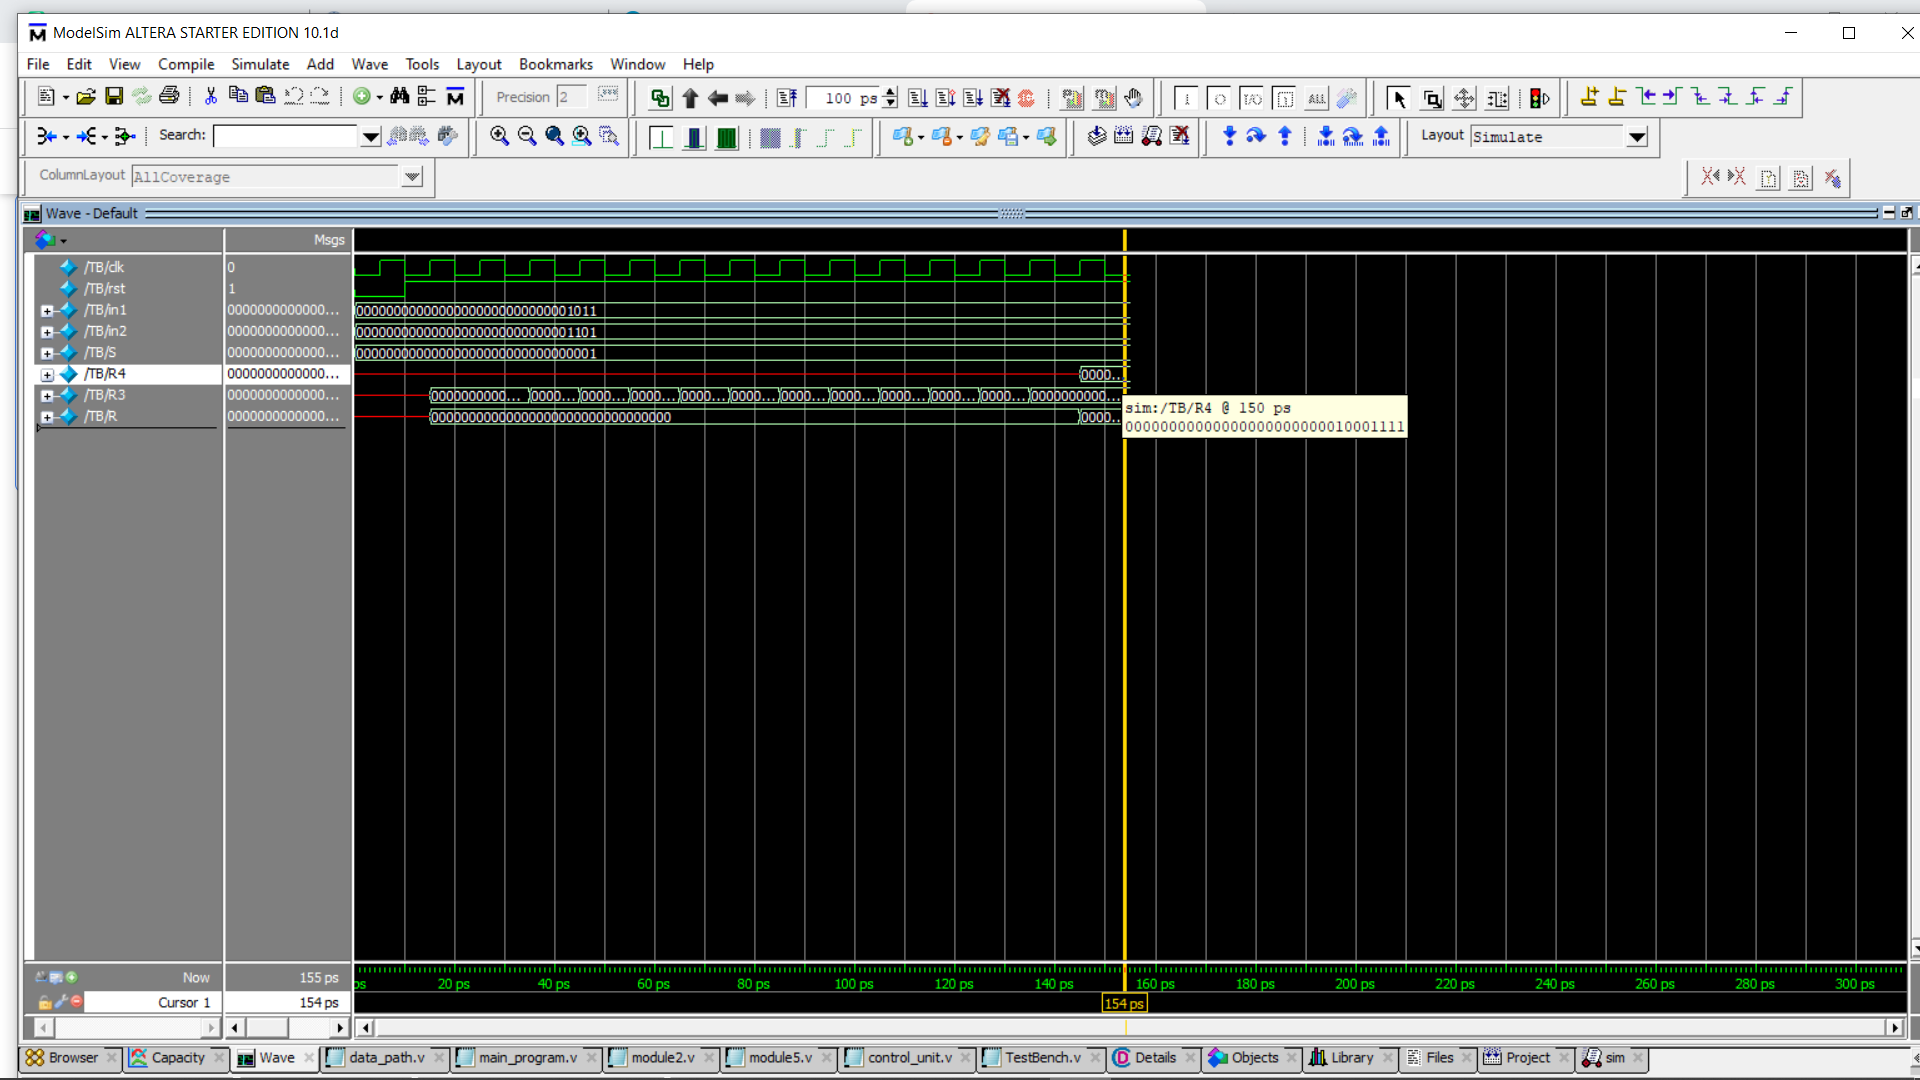 ModelSim ALTERA STARTER EDITION 10.1d
File Edit View Compile Simulate Add Wave Tools Layout Bookmarks Window Help
Precision 2 100 ps I/O ALL
Search: Layout Simulate
ColumnLayout AllCoverage
Wave - Default
Msgs
/TB/clk 0
/TB/rst 1
/TB/in1 0000000000000... 00000000000000000000000000001011
/TB/in2 0000000000000... 00000000000000000000000000001101
/TB/S 0000000000000... 00000000000000000000000000000001
/TB/R4 0000000000000... 0000...
/TB/R3 0000000000000... 0000000000... 0000... 0000... 0000... 0000... 0000... 0000... 0000... 0000... 0000... 0000... 0000000000...
/TB/R 0000000000000... 00000000000000000000000000000000 0000...
sim:/TB/R4 @ 150 ps
00000000000000000000000010001111
Now 155 ps ps 20 ps 40 ps 60 ps 80 ps 100 ps 120 ps 140 ps 160 ps 180 ps 200 ps 220 ps 240 ps 260 ps 280 ps 300 ps
Cursor 1 154 ps 154 ps
Browser Capacity Wave data_path.v main_program.v module2.v module5.v control_unit.v TestBench.v Details Objects Library Files Project sim